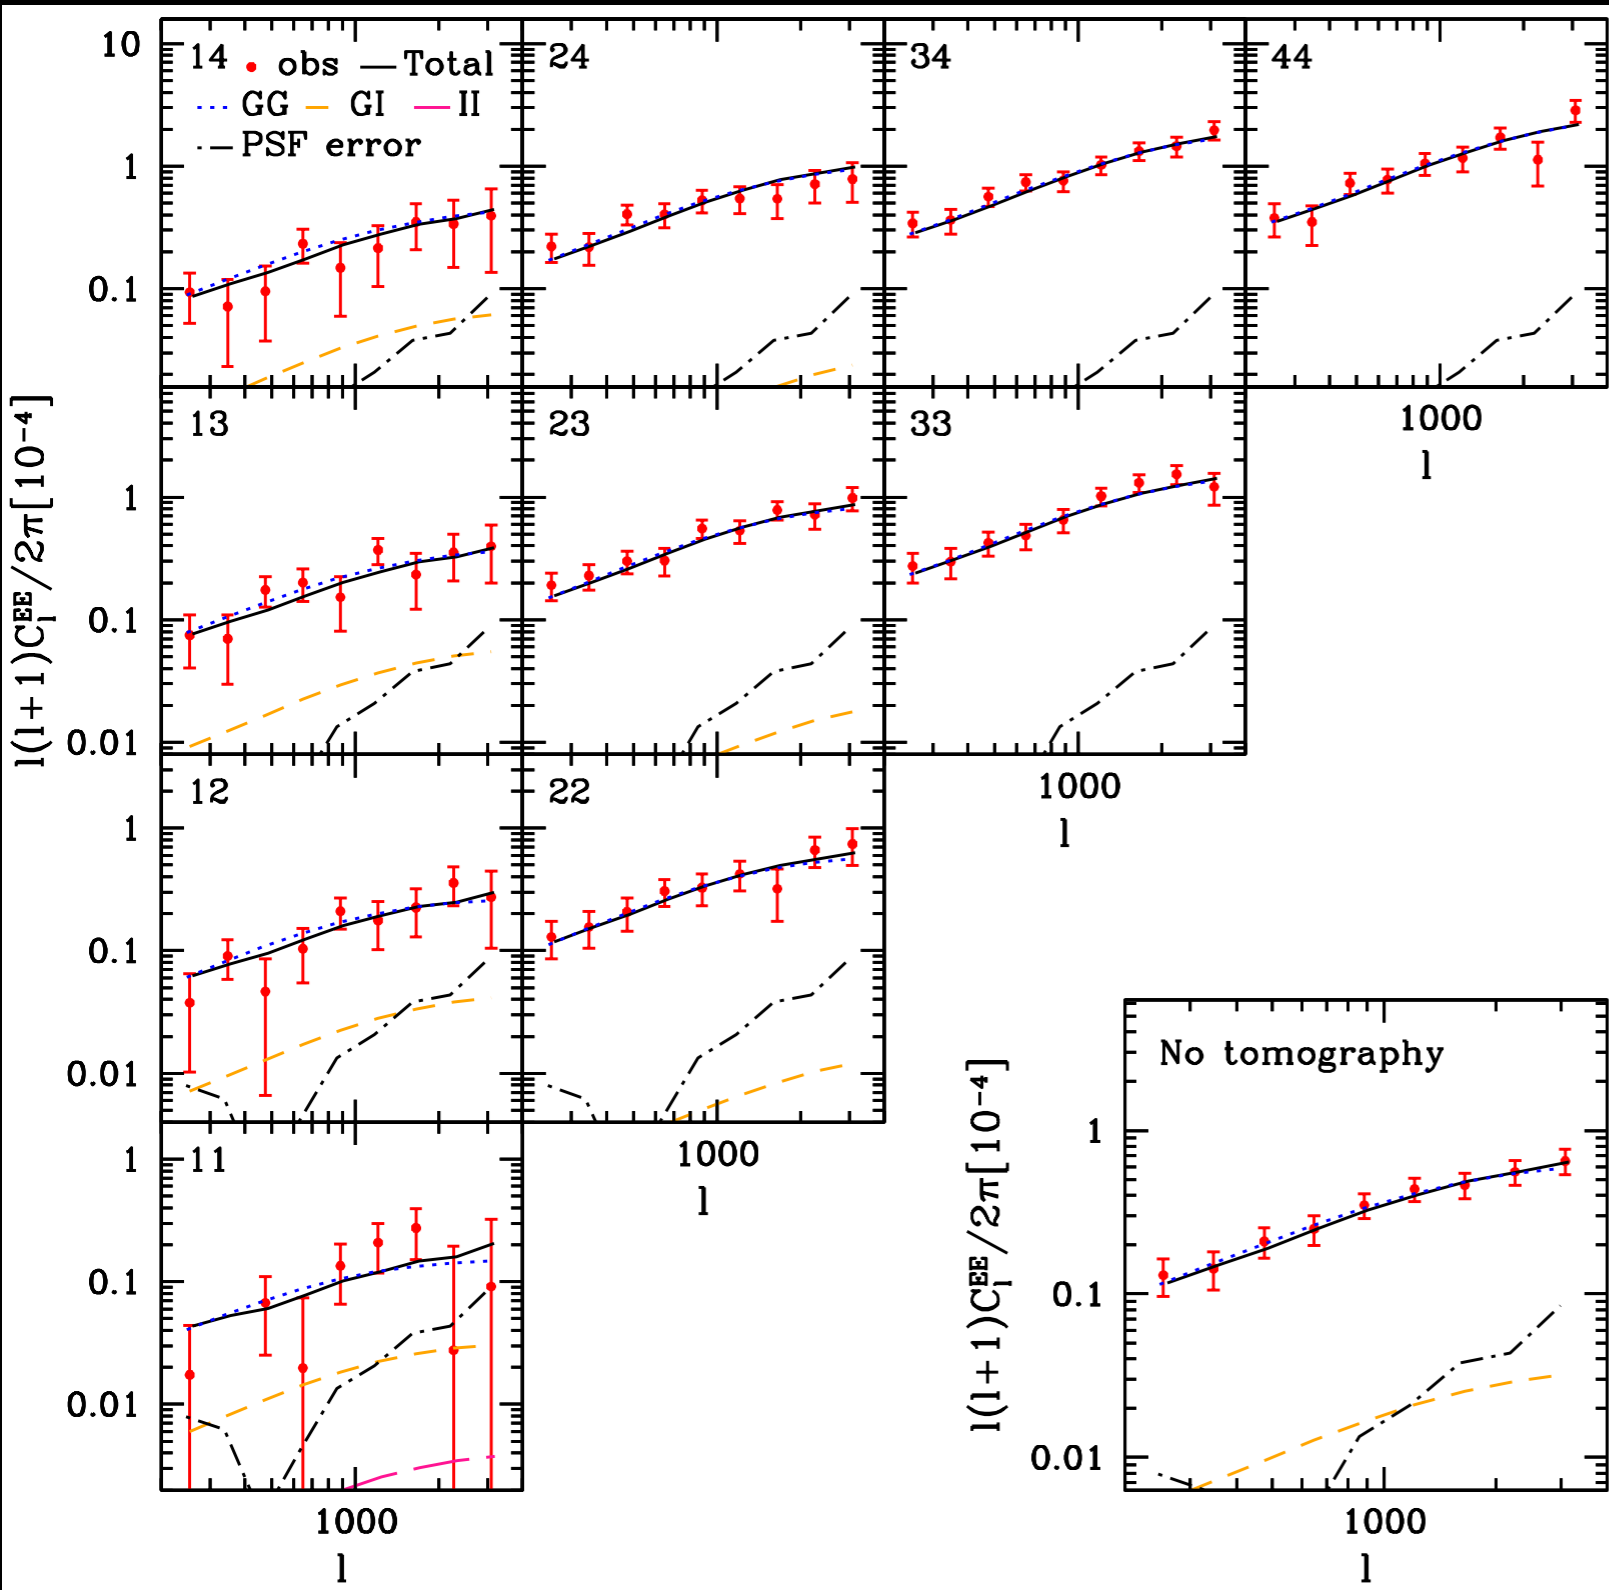 14 obs Total
GG GI II
PSF error
24
34
44
10
1
0.1
13
23
33
1000
l
l(l+1)C_l^EE/2π[10^-4]
1
0.1
0.01
12
22
1000
l
1
0.1
0.01
11
1000
l
1
0.1
0.01
1000
l
No tomography
l(l+1)C_l^EE/2π[10^-4]
1
0.1
0.01
1000
l